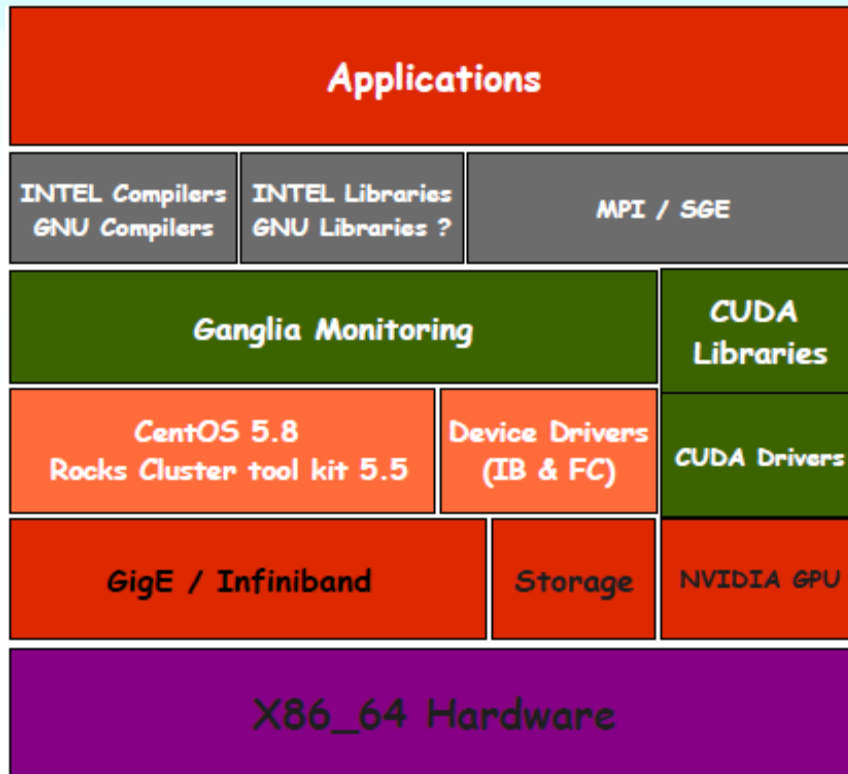 Applications
INTEL Compilers
GNU Compilers
INTEL Libraries
GNU Libraries ?
MPI / SGE
Ganglia Monitoring
CUDA
Libraries
CentOS 5.8
Rocks Cluster tool kit 5.5
Device Drivers
(IB & FC)
CUDA Drivers
GigE / Infiniband
Storage
NVIDIA GPU
X86_64 Hardware